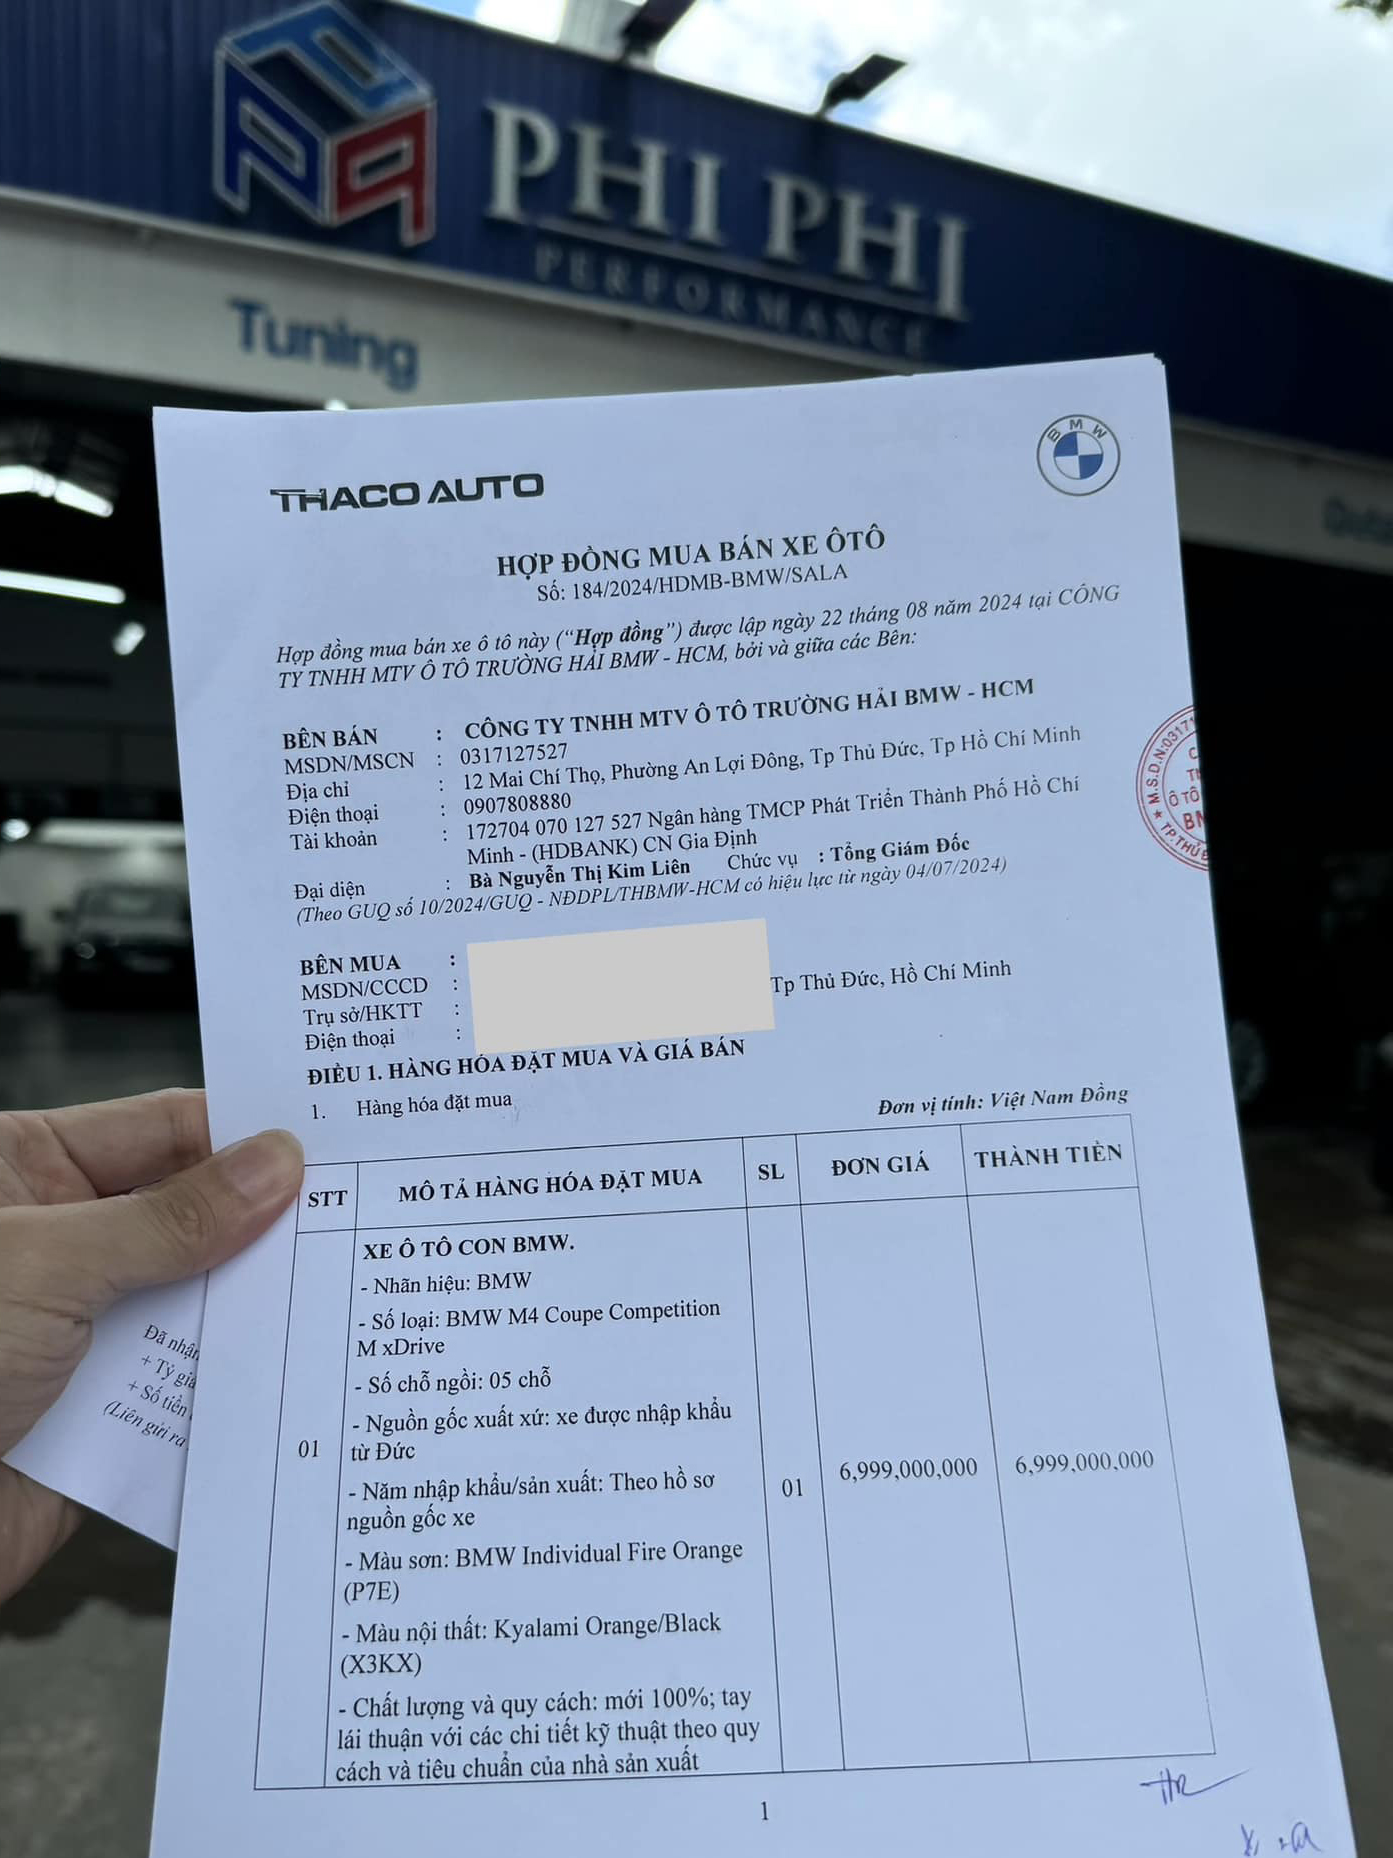 PHI PHI
PERFORMANCE
Tuning
THACO AUTO
BMW
HỢP ĐỒNG MUA BÁN XE ÔTÔ
Số: 184/2024/HDMB-BMW/SALA
Hợp đồng mua bán xe ô tô này (“Hợp đồng”) được lập ngày 22 tháng 08 năm 2024 tại CÔNG
TY TNHH MTV Ô TÔ TRƯỜNG HẢI BMW - HCM, bởi và giữa các Bên:
BÊN BÁN : CÔNG TY TNHH MTV Ô TÔ TRƯỜNG HẢI BMW - HCM
MSDN/MSCN : 0317127527
Địa chỉ : 12 Mai Chí Thọ, Phường An Lợi Đông, Tp Thủ Đức, Tp Hồ Chí Minh
Điện thoại : 0907808880
Tài khoản : 172704 070 127 527 Ngân hàng TMCP Phát Triển Thành Phố Hồ Chí
Minh - (HDBANK) CN Gia Định
Đại diện : Bà Nguyễn Thị Kim Liên Chức vụ : Tổng Giám Đốc
(Theo GUQ số 10/2024/GUQ - NĐDPL/THBMW-HCM có hiệu lực từ ngày 04/07/2024)
BÊN MUA :
MSDN/CCCD :
Trụ sở/HKTT : Tp Thủ Đức, Hồ Chí Minh
Điện thoại :
ĐIỀU 1. HÀNG HÓA ĐẶT MUA VÀ GIÁ BÁN
1. Hàng hóa đặt mua
Đơn vị tính: Việt Nam Đồng
STT MÔ TẢ HÀNG HÓA ĐẶT MUA SL ĐƠN GIÁ THÀNH TIỀN
XE Ô TÔ CON BMW.
- Nhãn hiệu: BMW
- Số loại: BMW M4 Coupe Competition
M xDrive
- Số chỗ ngồi: 05 chỗ
- Nguồn gốc xuất xứ: xe được nhập khẩu
từ Đức
01 01 6,999,000,000 6,999,000,000
- Năm nhập khẩu/sản xuất: Theo hồ sơ
nguồn gốc xe
- Màu sơn: BMW Individual Fire Orange
(P7E)
- Màu nội thất: Kyalami Orange/Black
(X3KX)
- Chất lượng và quy cách: mới 100%; tay
lái thuận với các chi tiết kỹ thuật theo quy
cách và tiêu chuẩn của nhà sản xuất
1
Đã nhận
+ Tỷ giá
+ Số tiền
(Liên gửi ra
M.S.D.N:0317
Ô TÔ
TP.THỦ